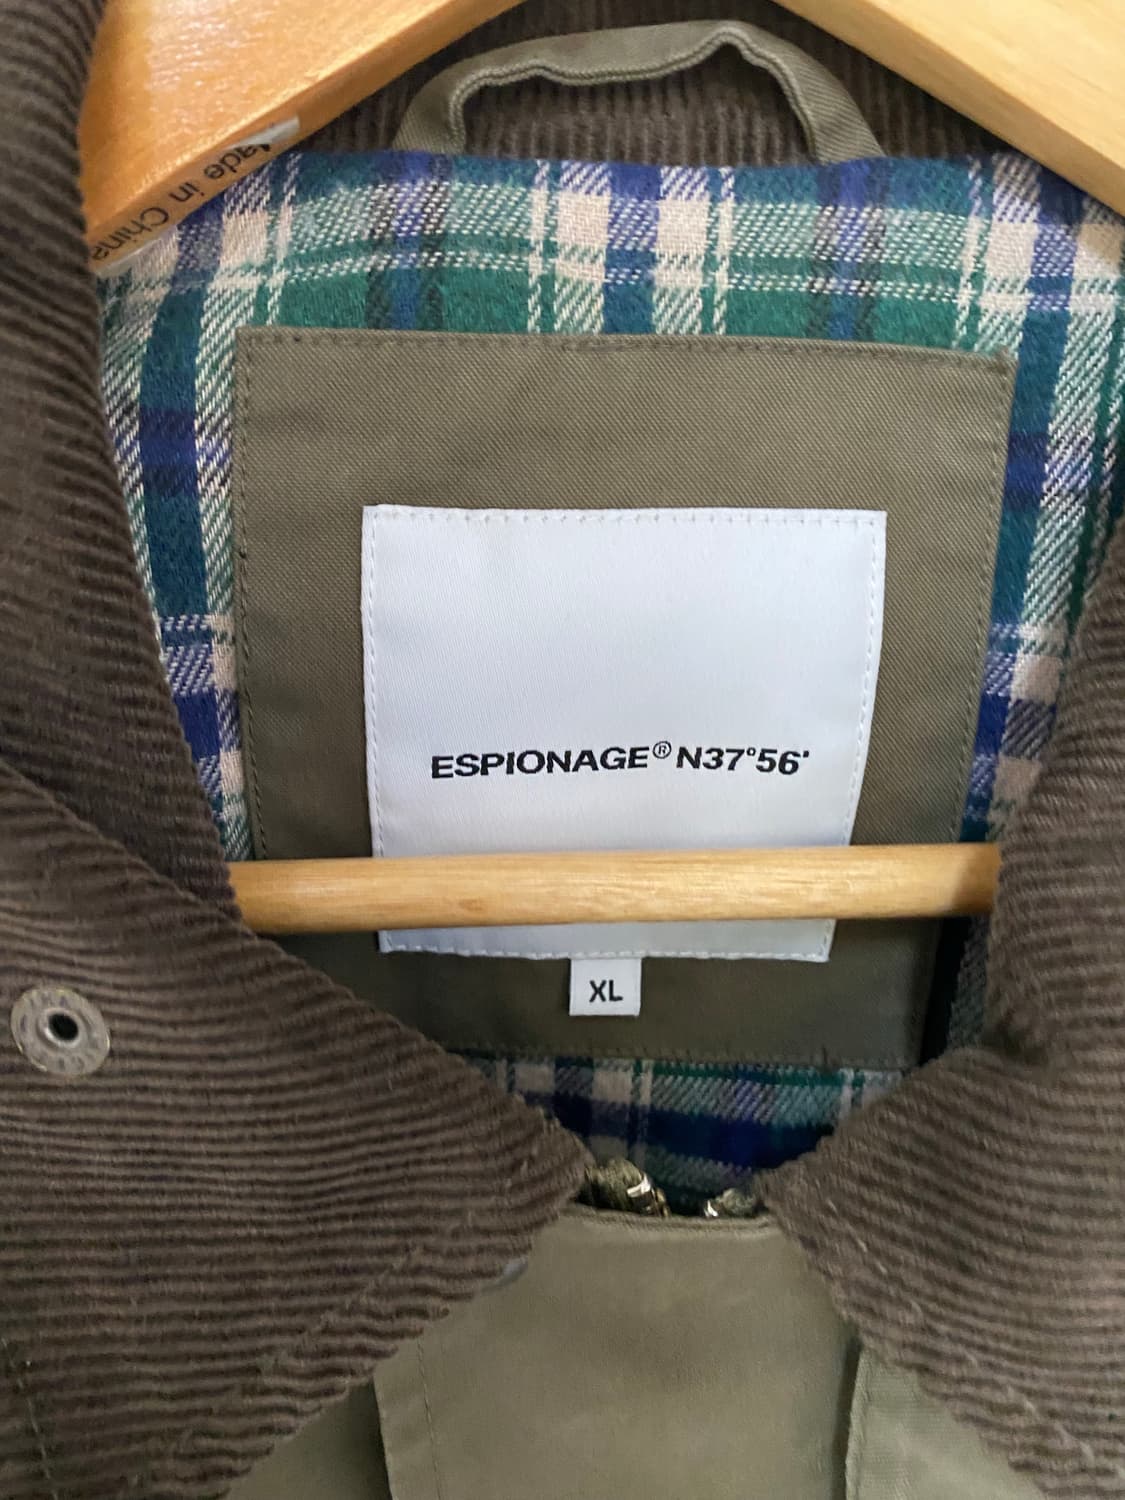 Made in China
ESPIONAGE® N37°56'
XL